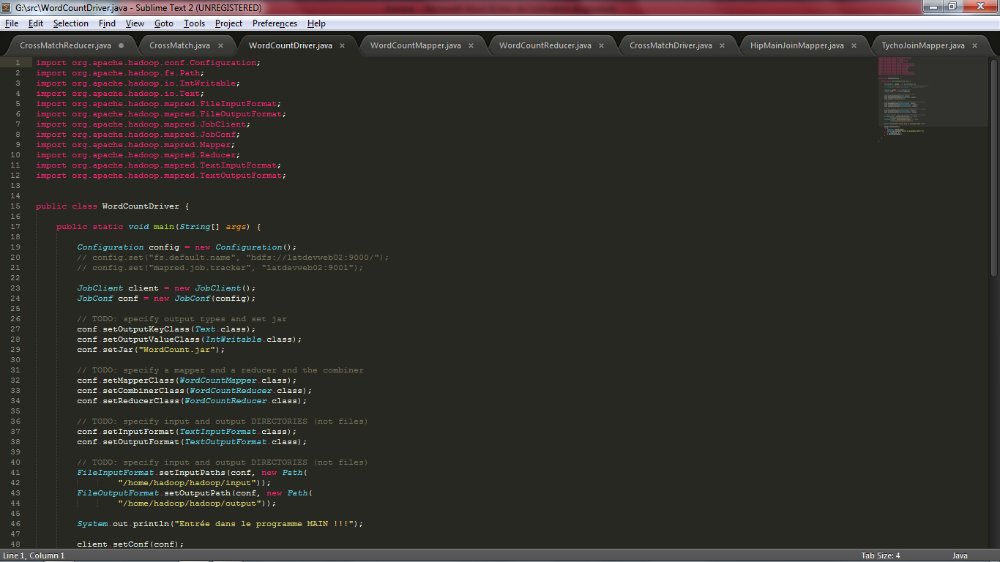 G:\src\WordCountDriver.java - Sublime Text 2 (UNREGISTERED)
File Edit Selection Find View Goto Tools Project Preferences Help
CrossMatchReducer.java CrossMatch.java WordCountDriver.java WordCountMapper.java WordCountReducer.java CrossMatchDriver.java HipMainJoinMapper.java TychoJoinMapper.java
1 import org.apache.hadoop.conf.Configuration;
2 import org.apache.hadoop.fs.Path;
3 import org.apache.hadoop.io.IntWritable;
4 import org.apache.hadoop.io.Text;
5 import org.apache.hadoop.mapred.FileInputFormat;
6 import org.apache.hadoop.mapred.FileOutputFormat;
7 import org.apache.hadoop.mapred.JobClient;
8 import org.apache.hadoop.mapred.JobConf;
9 import org.apache.hadoop.mapred.Mapper;
10 import org.apache.hadoop.mapred.Reducer;
11 import org.apache.hadoop.mapred.TextInputFormat;
12 import org.apache.hadoop.mapred.TextOutputFormat;
13
14
15 public class WordCountDriver {
16
17 public static void main(String[] args) {
18
19 Configuration config = new Configuration();
20 // config.set("fs.default.name", "hdfs://latdevweb02:9000/");
21 // config.set("mapred.job.tracker", "latdevweb02:9001");
22
23 JobClient client = new JobClient();
24 JobConf conf = new JobConf(config);
25
26 // TODO: specify output types and set jar
27 conf.setOutputKeyClass(Text.class);
28 conf.setOutputValueClass(IntWritable.class);
29 conf.setJar("WordCount.jar");
30
31 // TODO: specify a mapper and a reducer and the combiner
32 conf.setMapperClass(WordCountMapper.class);
33 conf.setCombinerClass(WordCountReducer.class);
34 conf.setReducerClass(WordCountReducer.class);
35
36 // TODO: specify input and output DIRECTORIES (not files)
37 conf.setInputFormat(TextInputFormat.class);
38 conf.setOutputFormat(TextOutputFormat.class);
39
40 // TODO: specify input and output DIRECTORIES (not files)
41 FileInputFormat.setInputPaths(conf, new Path(
42 "/home/hadoop/hadoop/input"));
43 FileOutputFormat.setOutputPath(conf, new Path(
44 "/home/hadoop/hadoop/output"));
45
46 System.out.println("Entrée dans le programme MAIN !!!");
47
48 client.setConf(conf);
Line 1, Column 1 Tab Size: 4 Java